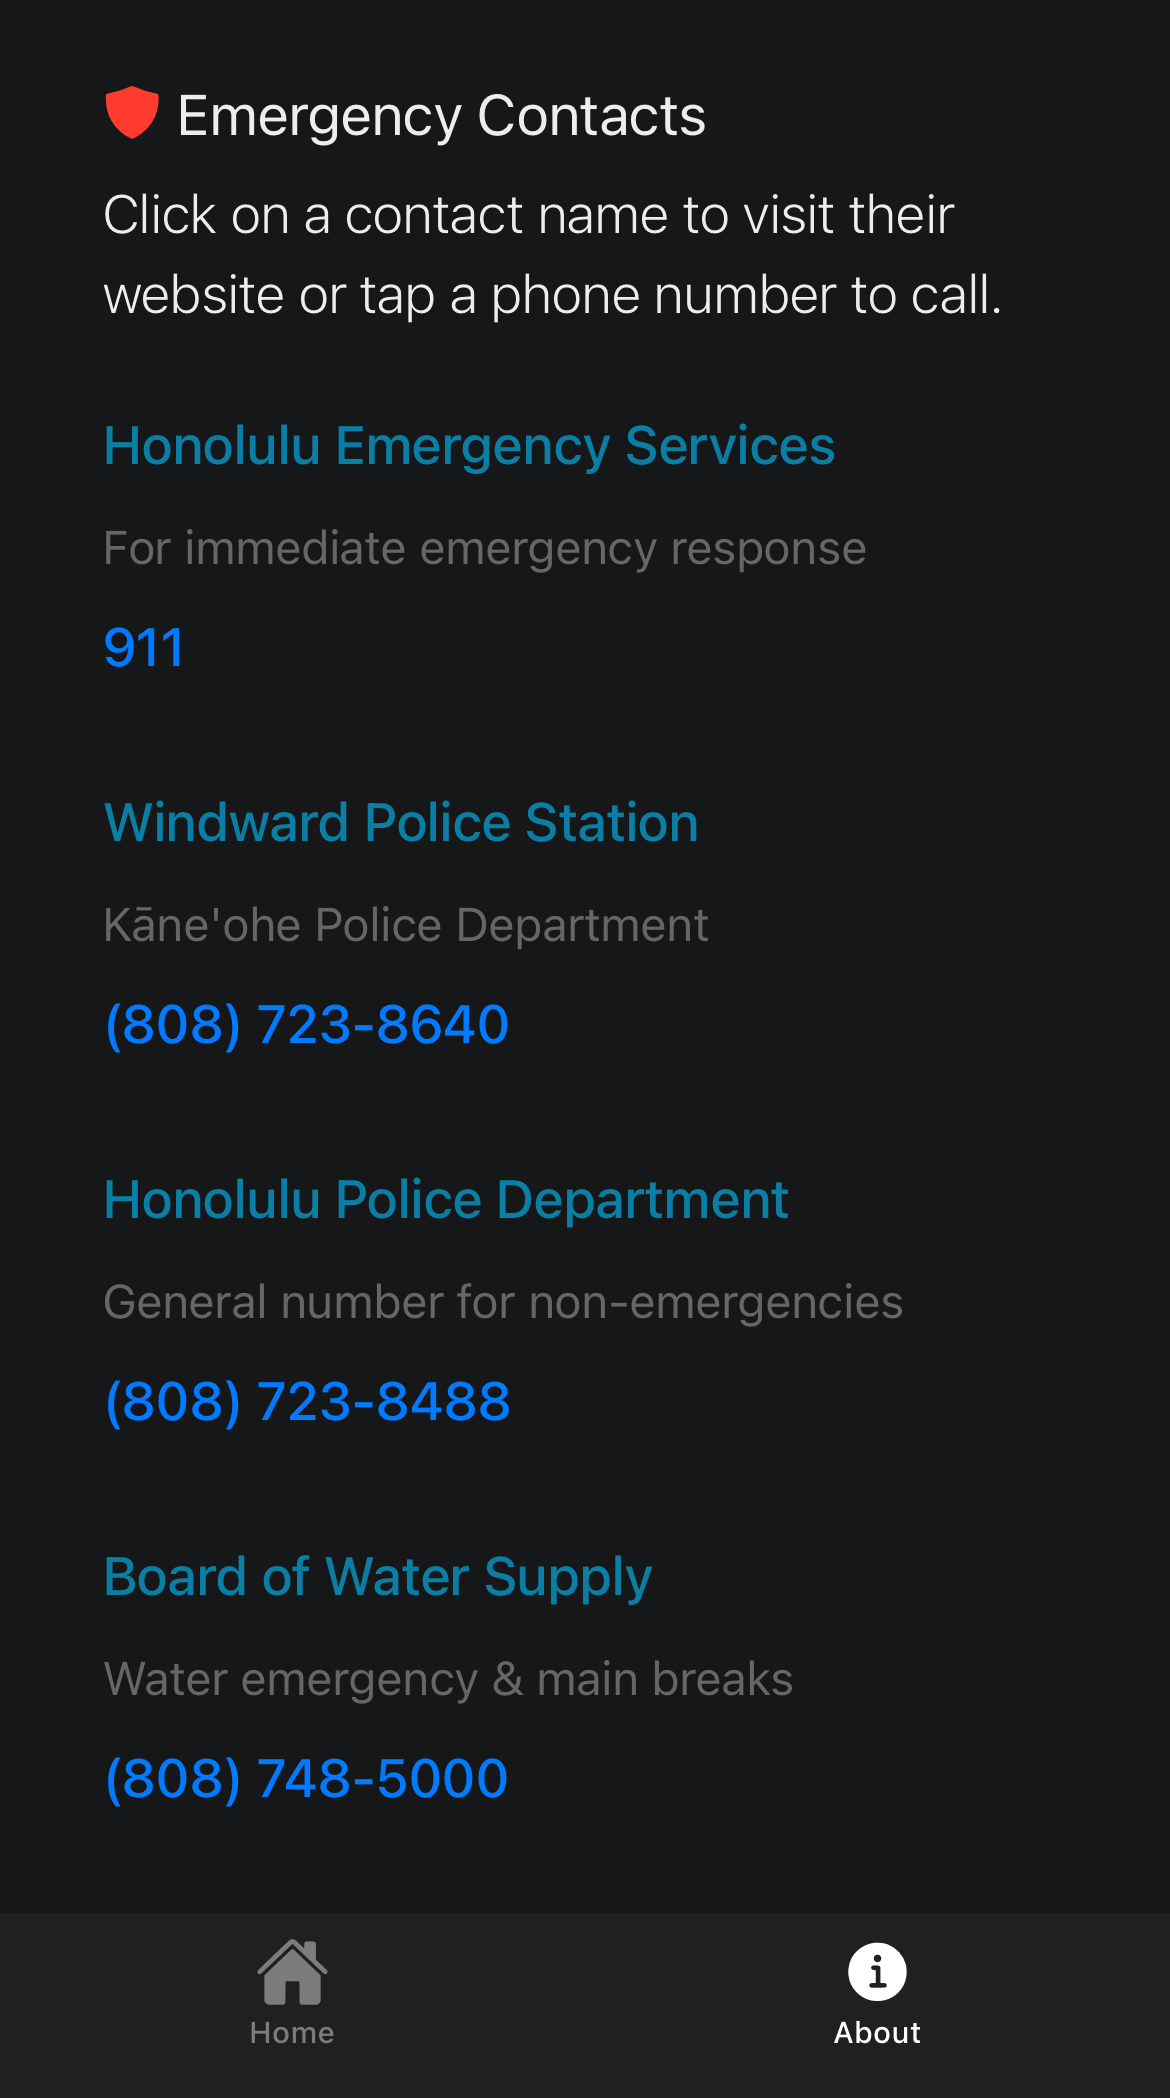 Emergency Contacts
Click on a contact name to visit their
website or tap a phone number to call.
Honolulu Emergency Services
For immediate emergency response
911
Windward Police Station
Kāne'ohe Police Department
(808) 723-8640
Honolulu Police Department
General number for non-emergencies
(808) 723-8488
Board of Water Supply
Water emergency & main breaks
(808) 748-5000
Home
About